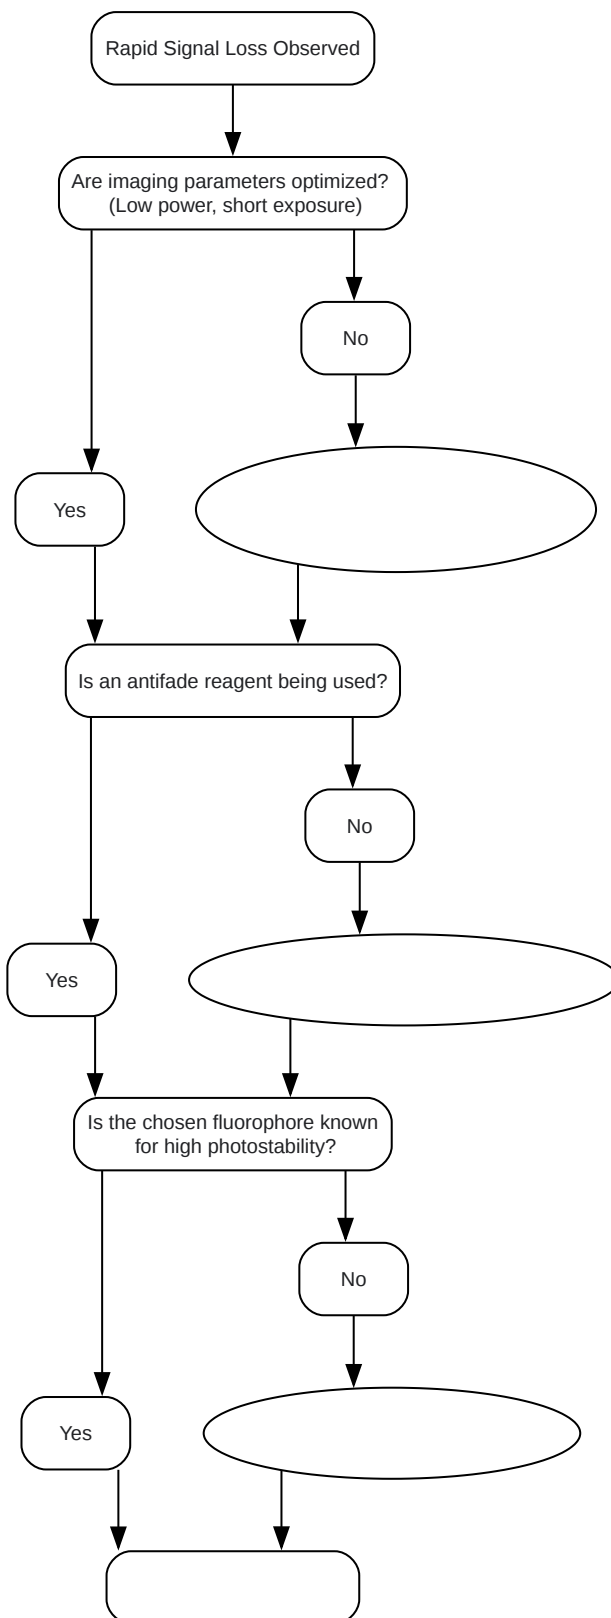 Rapid Signal Loss Observed
Are imaging parameters optimized?
(Low power, short exposure)
No
Yes
Is an antifade reagent being used?
No
Yes
Is the chosen fluorophore known
for high photostability?
No
Yes